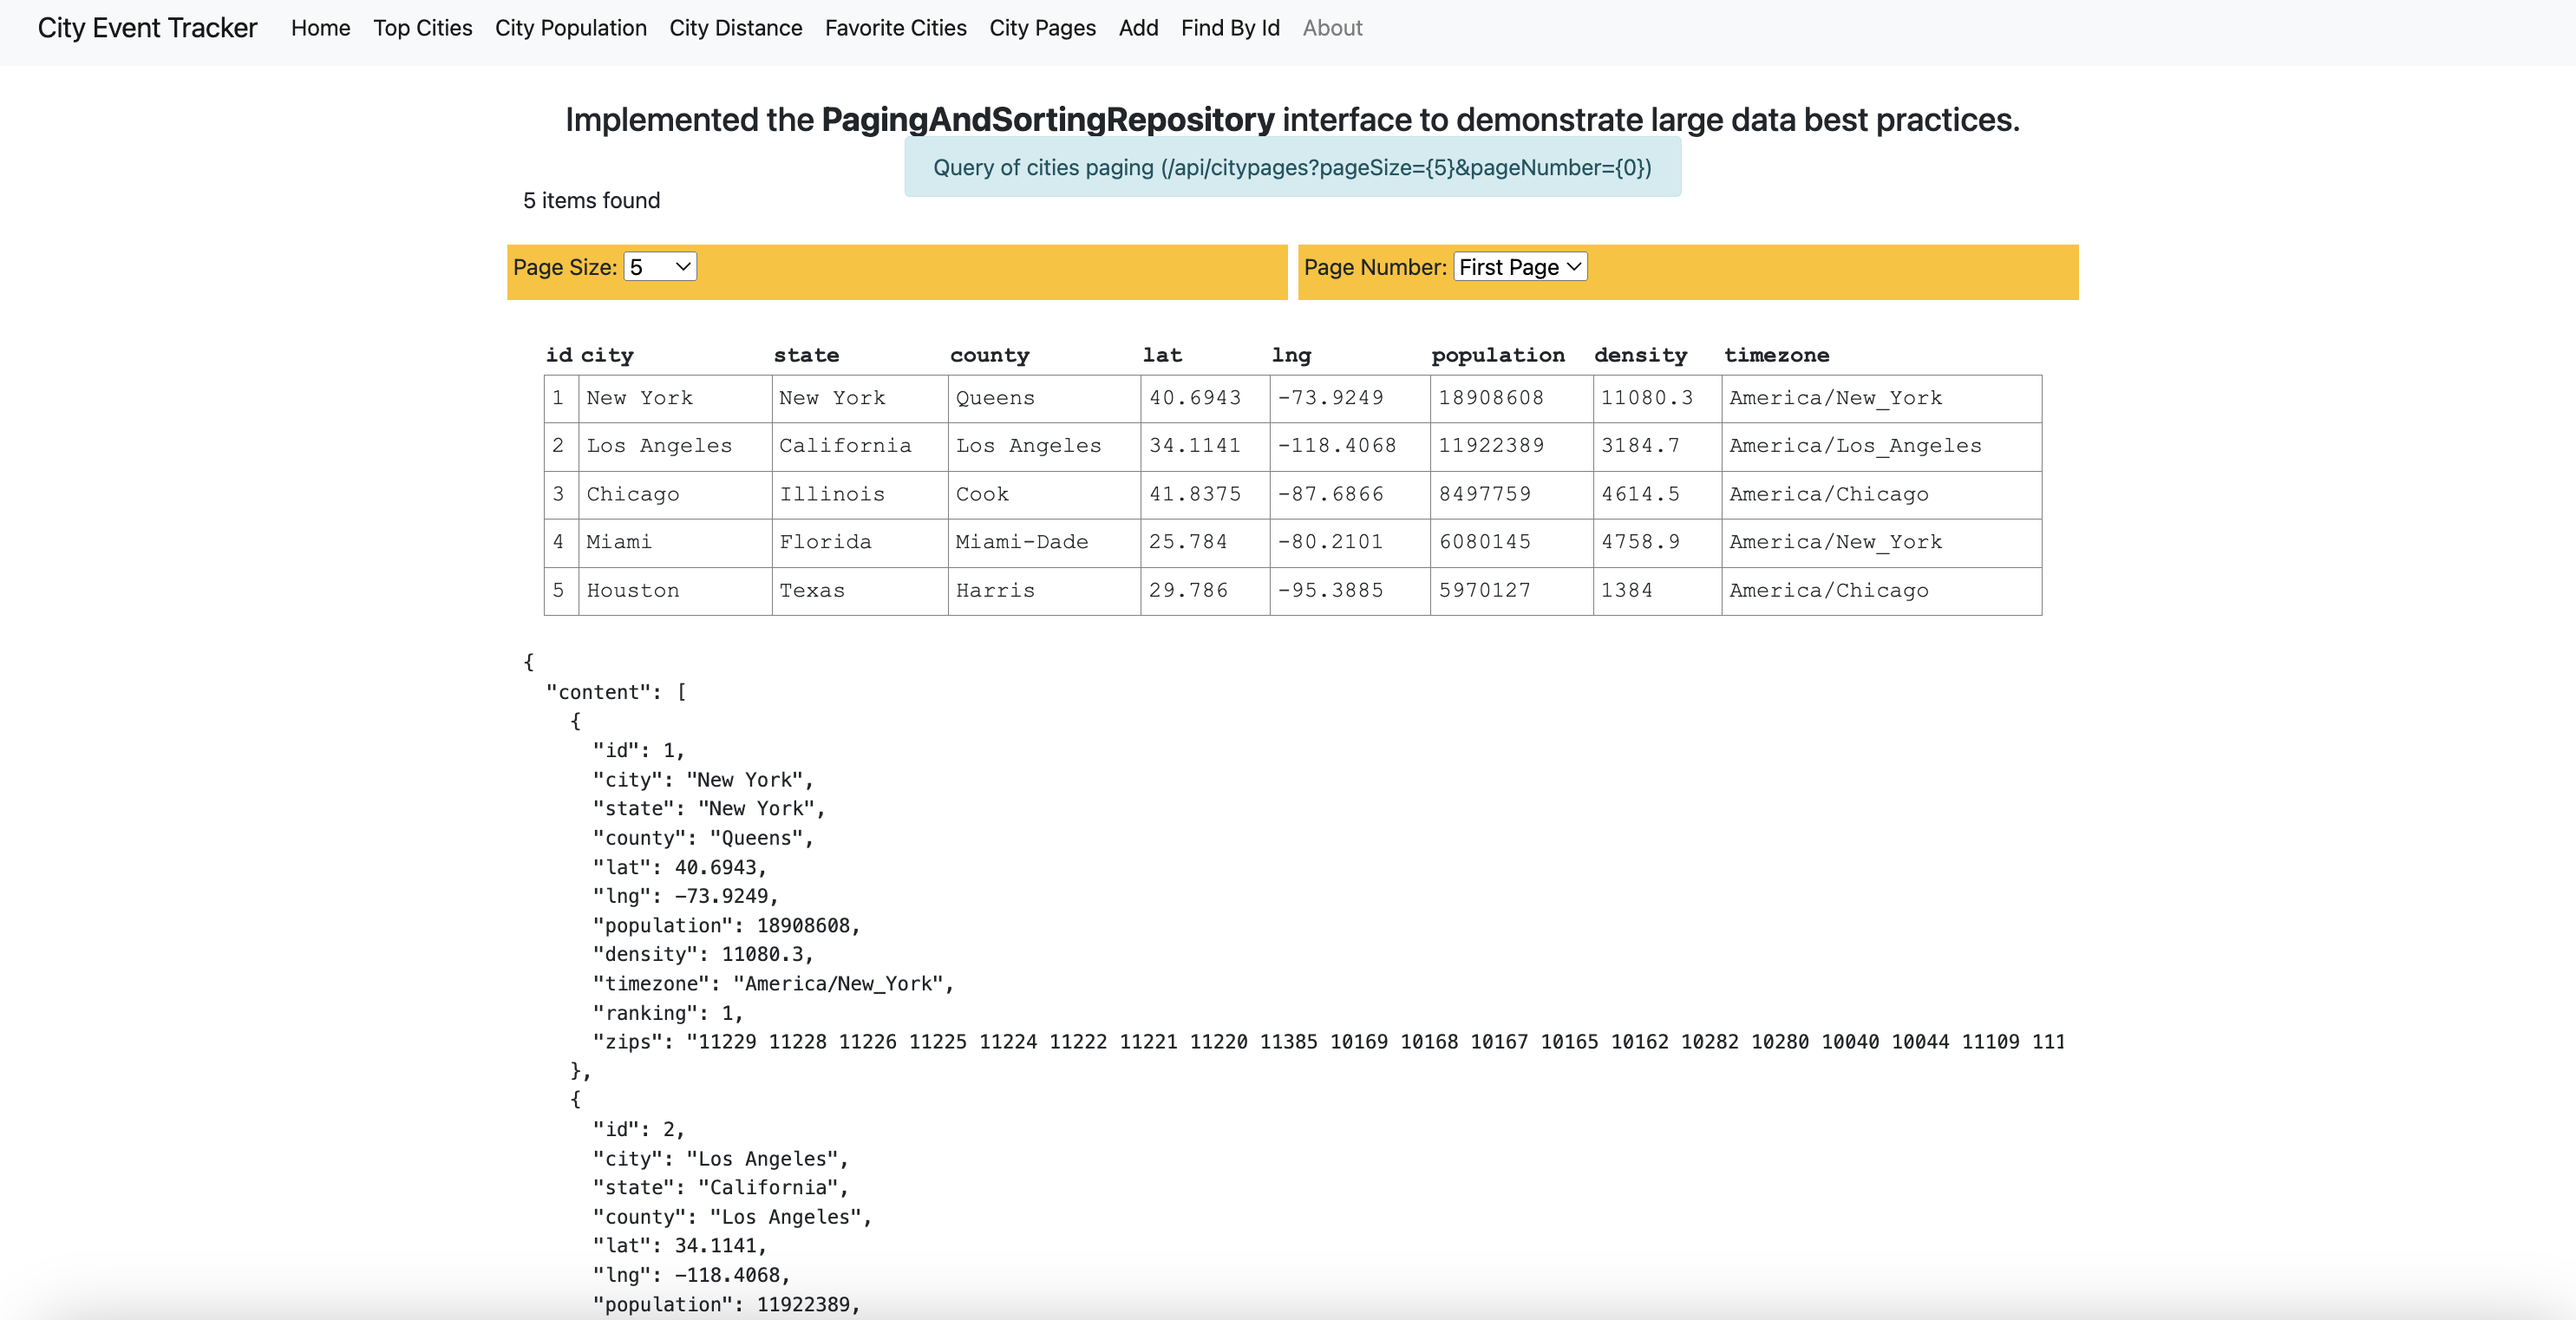 City Event Tracker Home Top Cities City Population City Distance Favorite Cities City Pages Add Find By Id About
Implemented the PagingAndSortingRepository interface to demonstrate large data best practices.
Query of cities paging (/api/citypages?pageSize={5}&pageNumber={0})
5 items found
Page Size: 5 Page Number: First Page
id city state county lat lng population density timezone
1 New York New York Queens 40.6943 -73.9249 18908608 11080.3 America/New_York
2 Los Angeles California Los Angeles 34.1141 -118.4068 11922389 3184.7 America/Los_Angeles
3 Chicago Illinois Cook 41.8375 -87.6866 8497759 4614.5 America/Chicago
4 Miami Florida Miami-Dade 25.784 -80.2101 6080145 4758.9 America/New_York
5 Houston Texas Harris 29.786 -95.3885 5970127 1384 America/Chicago
{
"content": [
{
"id": 1,
"city": "New York",
"state": "New York",
"county": "Queens",
"lat": 40.6943,
"lng": -73.9249,
"population": 18908608,
"density": 11080.3,
"timezone": "America/New_York",
"ranking": 1,
"zips": "11229 11228 11226 11225 11224 11222 11221 11220 11385 10169 10168 10167 10165 10162 10282 10280 10040 10044 11109 111
},
{
"id": 2,
"city": "Los Angeles",
"state": "California",
"county": "Los Angeles",
"lat": 34.1141,
"lng": -118.4068,
"population": 11922389,